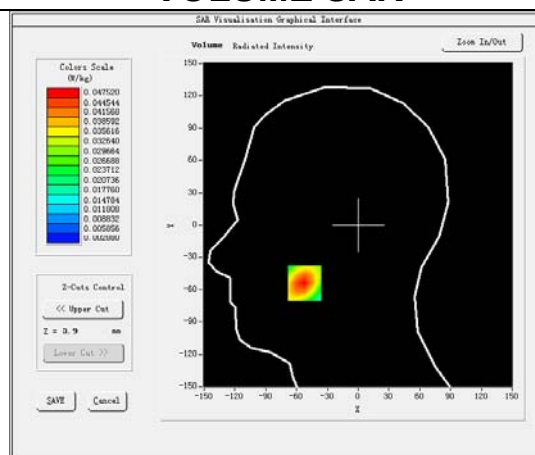 VOLUME SAR
SAR Visualisation Graphical Interface
Volume Radiated Intensity
Zoom In/Out
Colors Scale
(W/kg)
0.047520
0.044544
0.041568
0.038592
0.035616
0.032640
0.029664
0.026688
0.023712
0.020736
0.017760
0.014784
0.011808
0.008832
0.005856
Z-Cuts Control
<< Upper Cut
Z = 3.9 mm
Lower Cut >>
SAVE Cancel
150
120
90
60
30
0
-30
-60
-90
-120
-150
Y
-150 -120 -90 -60 -30 0 30 60 90 120 150
X